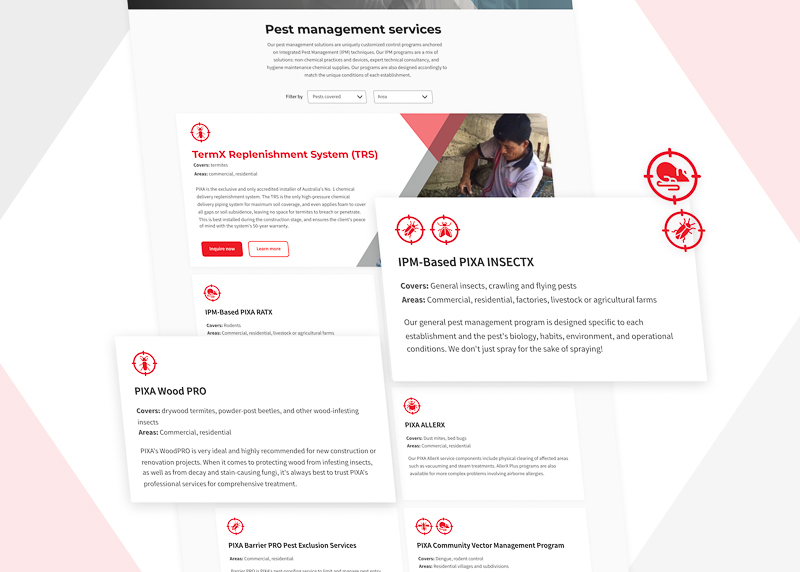 Pest management services
Our pest management solutions are uniquely customized control programs anchored
on Integrated Pest Management (IPM) techniques. Our IPM programs are a mix of
solutions: non-chemical practices and devices, expert technical consultancy, and
hygiene maintenance chemical supplies. Our programs are also designed accordingly to
match the unique conditions of each establishment.
Filter by Pests covered Area
TermX Replenishment System (TRS)
Covers: termites
Areas: commercial, residential
PIXA is the exclusive and only accredited installer of Australia's No. 1 chemical
delivery replenishment system. The TRS is the only high-pressure chemical
delivery piping system for maximum soil coverage, and even applies foam to cover
all gaps or soil subsidence, leaving no space for termites to breach or penetrate.
This is best installed during the construction stage, and ensures the client's peace
of mind with the system's 50-year warranty.
Inquire now Learn more
IPM-Based PIXA INSECTX
Covers: General insects, crawling and flying pests
Areas: Commercial, residential, factories, livestock or agricultural farms
Our general pest management program is designed specific to each
establishment and the pest's biology, habits, environment, and operational
conditions. We don't just spray for the sake of spraying!
IPM-Based PIXA RATX
Covers: Rodents
Areas: Commercial, residential, livestock or agricultural farms
PIXA Wood PRO
Covers: drywood termites, powder-post beetles, and other wood-infesting
insects
Areas: Commercial, residential
PIXA's WoodPRO is very ideal and highly recommended for new construction or
renovation projects. When it comes to protecting wood from infesting insects,
as well as from decay and stain-causing fungi, it's always best to trust PIXA's
professional services for comprehensive treatment.
PIXA ALLERX
Covers: Dust mites, bed bugs
Areas: Commercial, residential
Our PIXA AllerX service components include physical clearing of affected areas
such as vacuuming and steam treatments. AllerX Plus programs are also
available for more complex problems involving airborne allergies.
PIXA Barrier PRO Pest Exclusion Services
Areas: Commercial, residential
Barrier PRO is PIXA's pest-proofing service to limit and manage pest entry
PIXA Community Vector Management Program
Covers: Dengue, rodent control
Areas: Residential villages and subdivisions